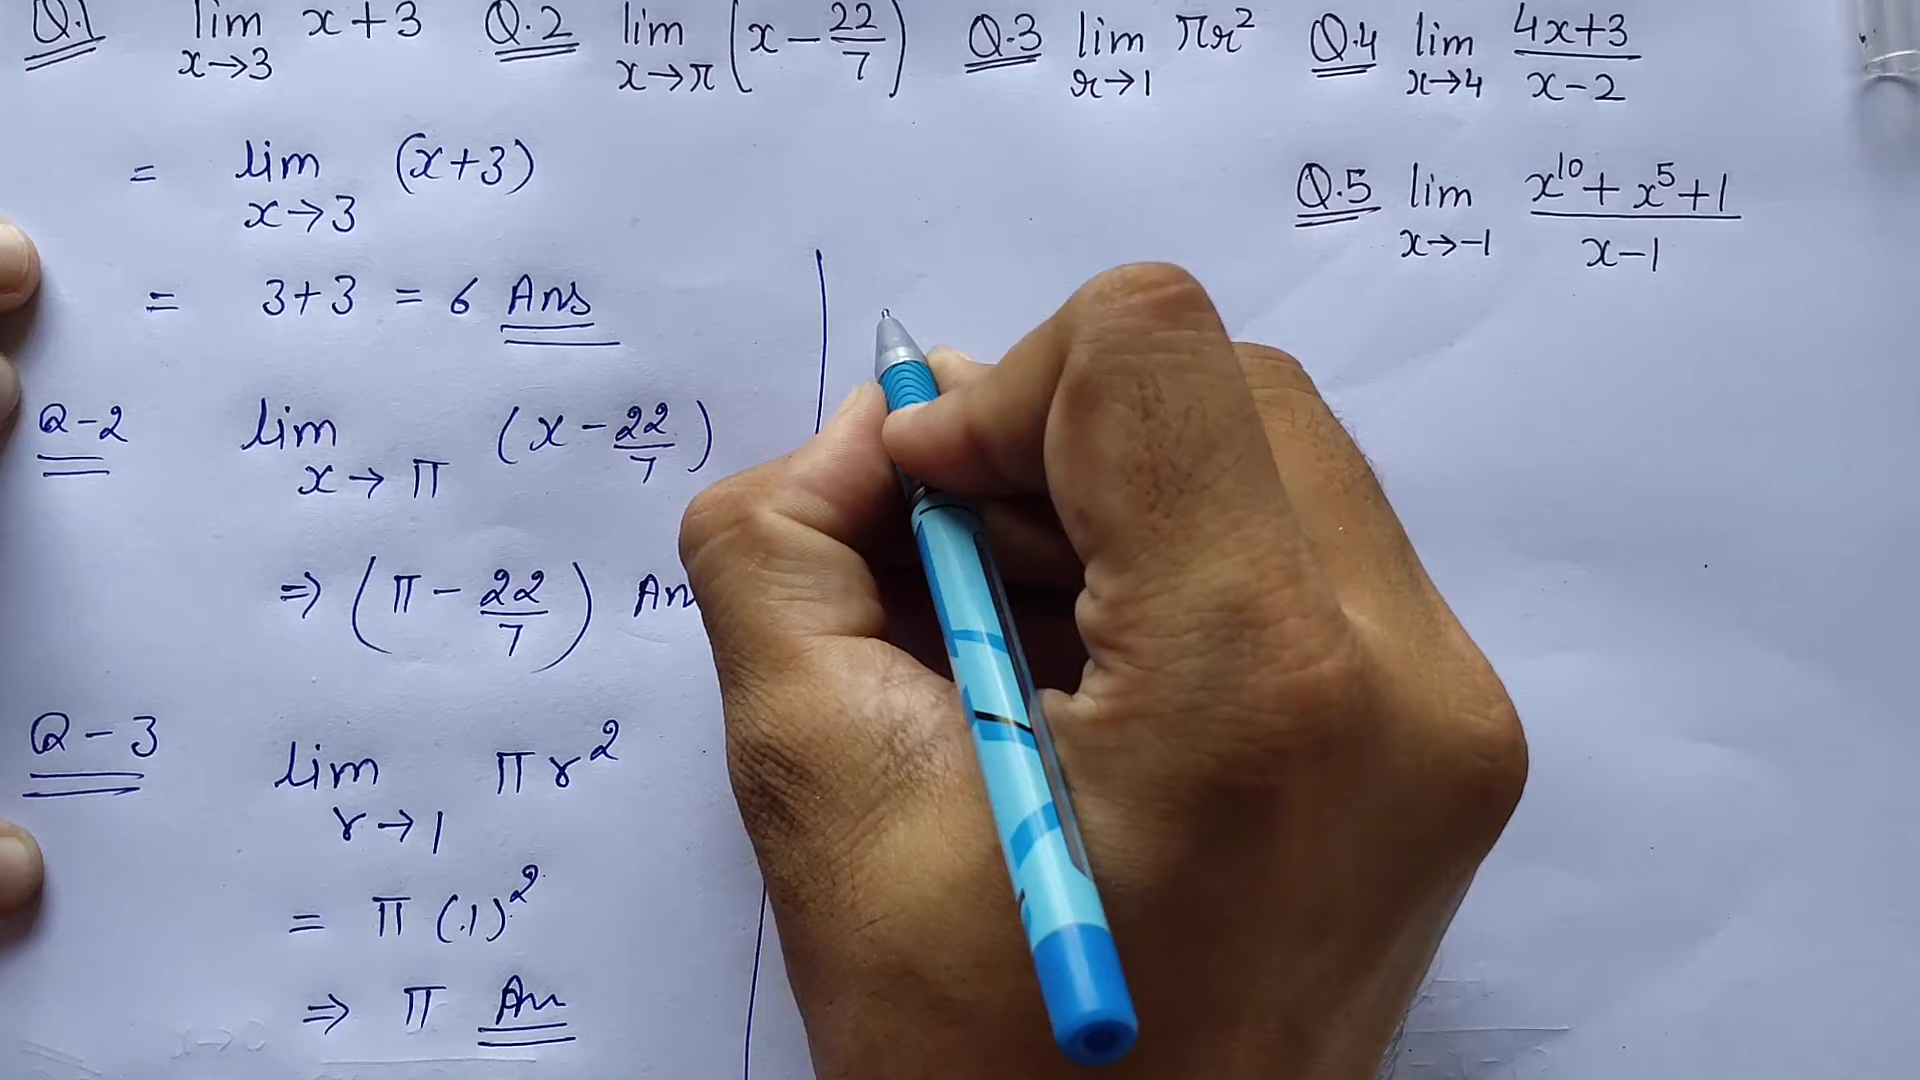 Q.1 lim x→3 x+3 Q.2 lim x→π (x - 22/7) Q.3 lim r→1 πr² Q.4 lim x→4 4x+3/x-2
= lim x→3 (x+3)
Q.5 lim x→-1 x¹⁰+x⁵+1/x-1
= 3+3 = 6 Ans
Q-2 lim x→π (x - 22/7)
⇒ (π - 22/7)
Q-3 lim r→1 πr²
= π(1)²
⇒ π Ans